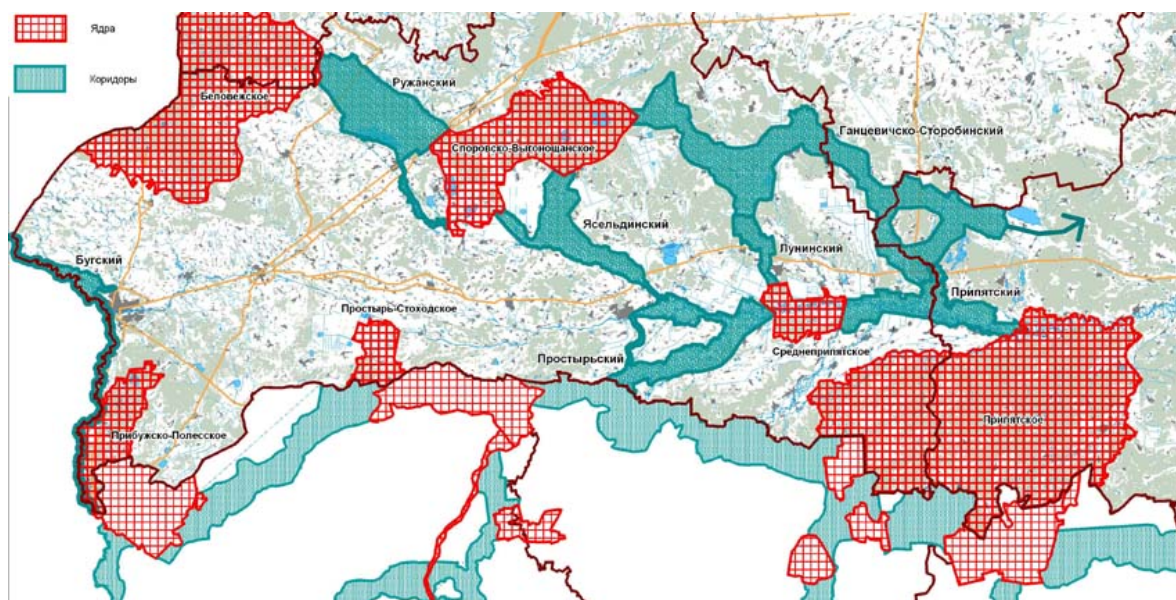 Ядра
Коридоры
Ружанский
Беловежское
Ганцевичско-Сторобинский
Споровско-Выгонощанское
Ясельдинский
Лунинский
Бугский
Припятский
Простырь-Стоходское
Простырьский
Среднеприпятское
Прибужско-Полесское
Припятское